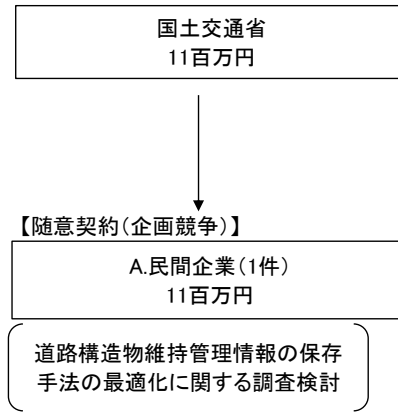 国土交通省
11百万円
【随意契約(企画競争)】
A.民間企業(1件)
11百万円
道路構造物維持管理情報の保存
手法の最適化に関する調査検討